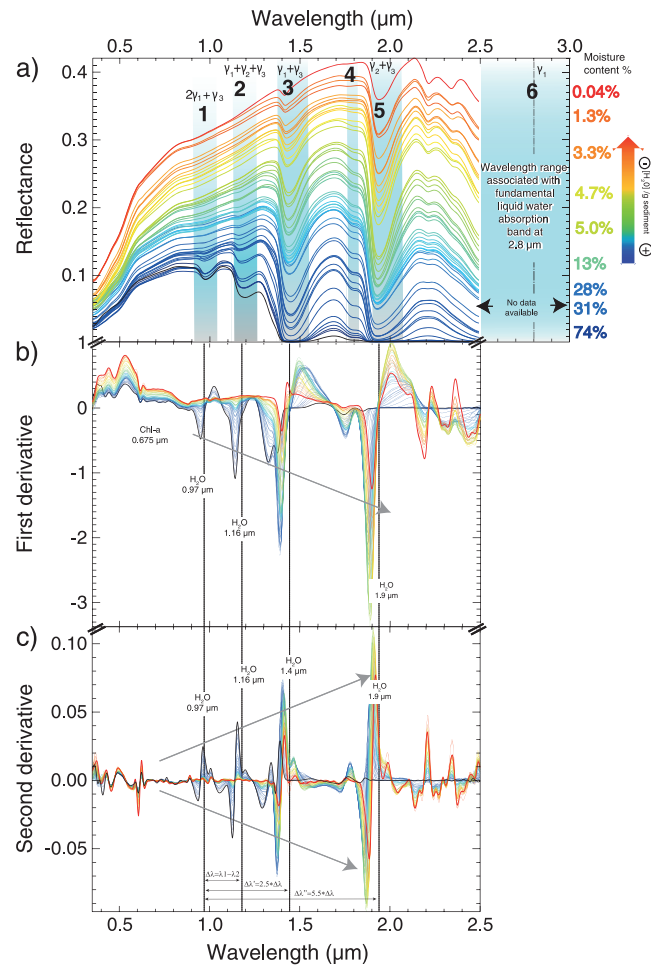 Wavelength (µm)
0.5 1.0 1.5 2.0 2.5 3.0
a)
0.4
0.3
0.2
0.1
Reflectance
2γ1 + γ3
1
γ1+γ2+γ3
2
γ1+γ3
3
4
γ2+γ3
5
γ1
6
Wavelength range
associated with
fundamental
liquid water
absorption
band at
2.8 µm
No data
available
Moisture
content %
0.04%
1.3%
3.3%
4.7%
5.0%
13%
28%
31%
74%
[H2O]/g sediment
b)
1
0
-1
-2
-3
First derivative
Chl-a
0.675 µm
H2O
0.97 µm
H2O
1.16 µm
H2O
1.9 µm
c)
0.10
0.05
0.00
-0.05
Second derivative
H2O
0.97 µm
H2O
1.16 µm
H2O
1.4 µm
H2O
1.9 µm
Δλ=λ1−λ2
Δλ'=2.5*Δλ
Δλ''=5.5*Δλ
0.5 1.0 1.5 2.0 2.5
Wavelength (µm)